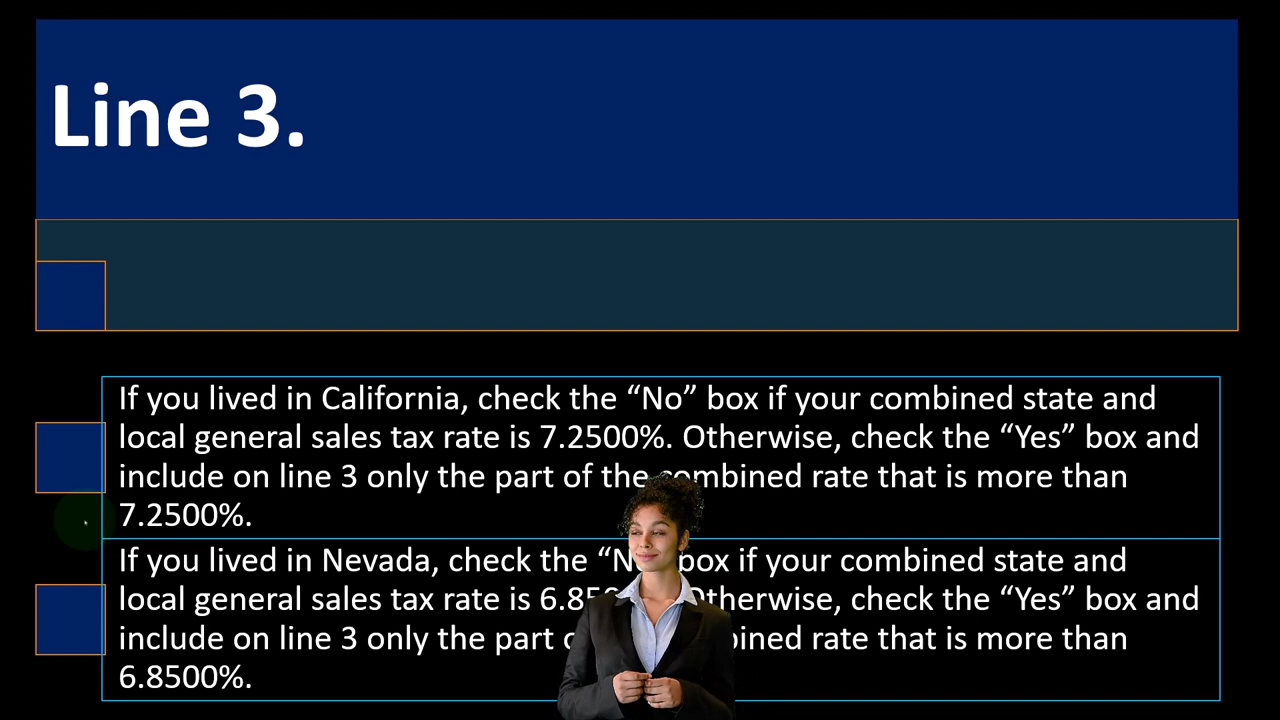 Line 3.
If you lived in California, check the “No” box if your combined state and
local general sales tax rate is 7.2500%. Otherwise, check the “Yes” box and
include on line 3 only the part of the combined rate that is more than
7.2500%.
If you lived in Nevada, check the “No” box if your combined state and
local general sales tax rate is Otherwise, check the “Yes” box and
include on line 3 only the part combined rate that is more than
6.8500%.